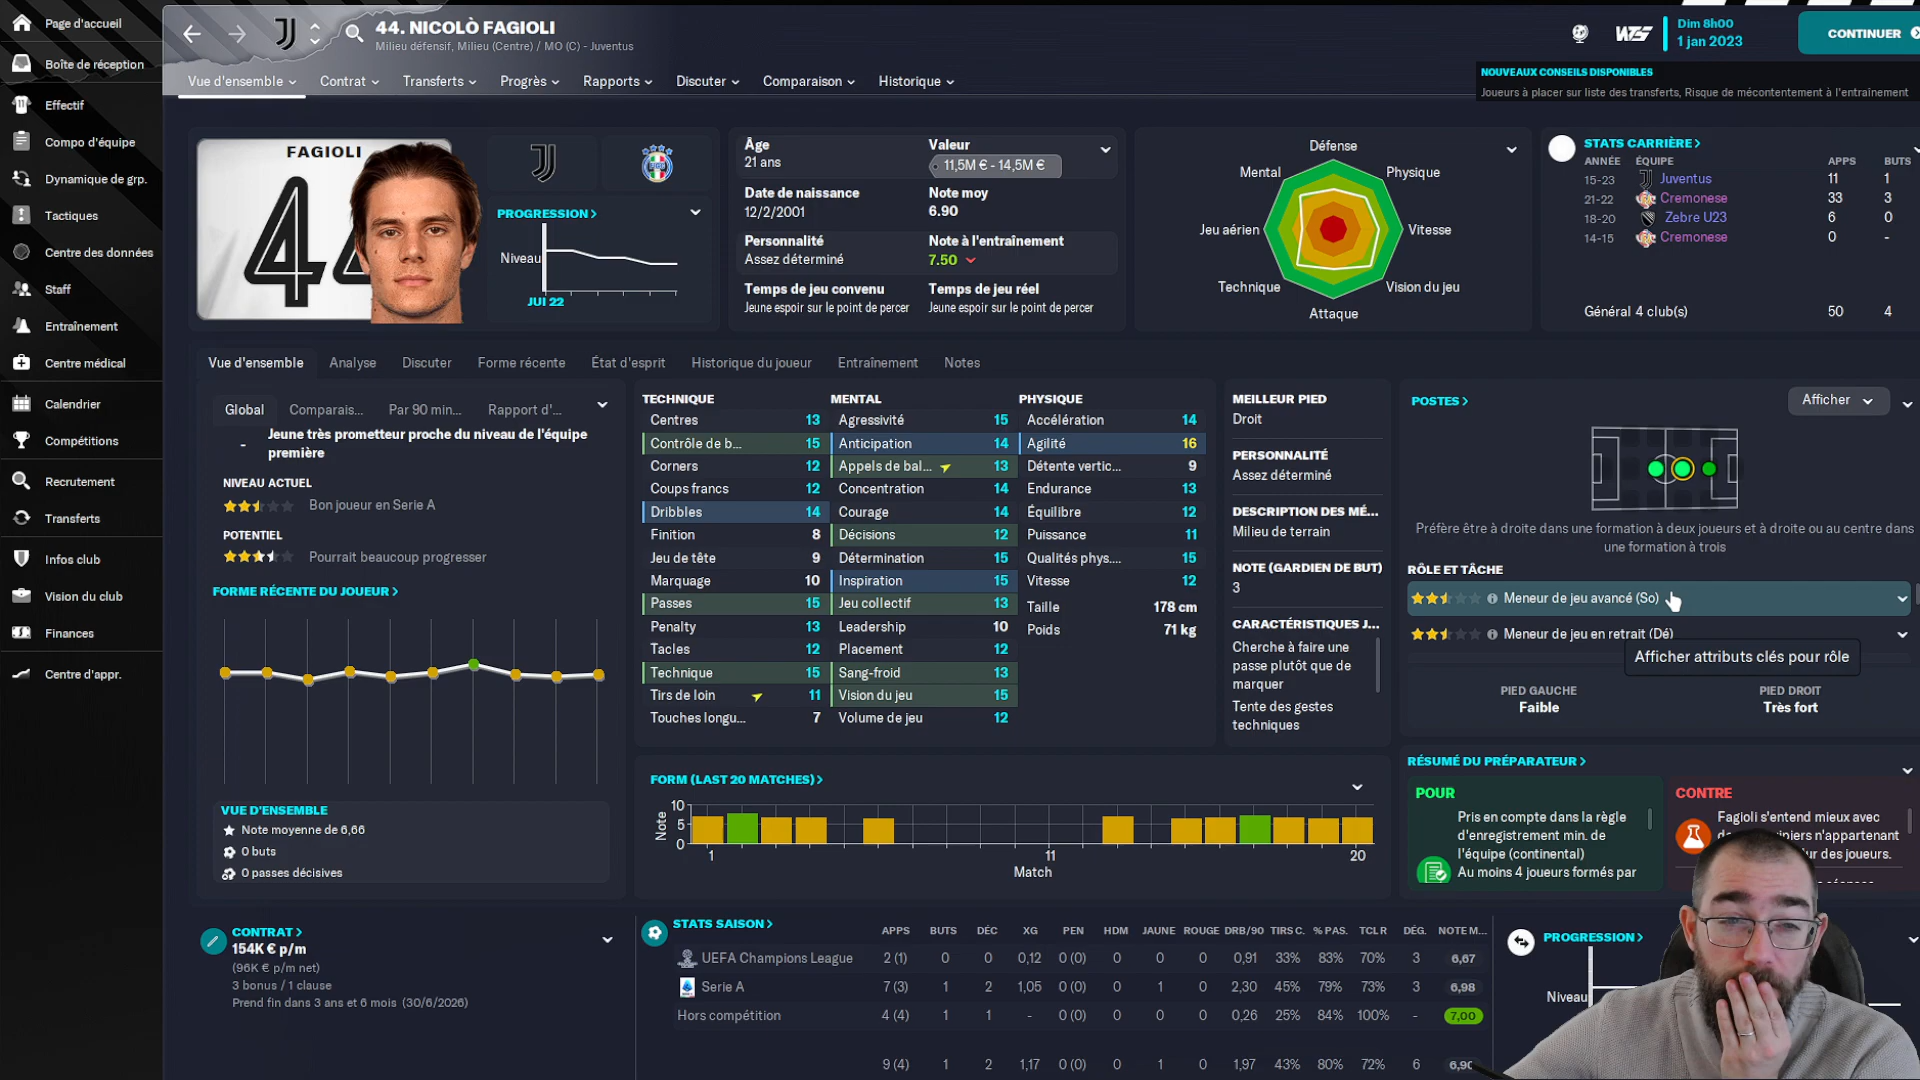 Page d'accueil
Boîte de réception
Effectif
Compo d'équipe
Dynamique de grp.
Tactiques
Centre des données
Staff
Entraînement
Centre médical
Calendrier
Compétitions
Recrutement
Transferts
Infos club
Vision du club
Finances
Centre d'appr.
44. NICOLÒ FAGIOLI
Milieu défensif, Milieu (Centre) / MO (C) - Juventus
Dim 8h00
1 jan 2023
CONTINUER
Vue d'ensemble Contrat Transferts Progrès Rapports Discuter Comparaison Historique
NOUVEAUX CONSEILS DISPONIBLES
Joueurs à placer sur liste des transferts, Risque de mécontentement à l'entraînement
FAGIOLI
44
PROGRESSION
Niveau
JUI 22
Âge
21 ans
Valeur
11,5M € - 14,5M €
Date de naissance
12/2/2001
Note moy
6.90
Personnalité
Assez déterminé
Note à l'entraînement
7.50
Temps de jeu convenu
Jeune espoir sur le point de percer
Temps de jeu réel
Jeune espoir sur le point de percer
Défense
Mental Physique
Jeu aérien Vitesse
Technique Vision du jeu
Attaque
STATS CARRIÈRE
ANNÉE ÉQUIPE APPS BUTS
15-23 Juventus 11 1
21-22 Cremonese 33 3
18-20 Zebre U23 6 0
14-15 Cremonese 0 -
Général 4 club(s) 50 4
Vue d'ensemble Analyse Discuter Forme récente État d'esprit Historique du joueur Entraînement Notes
Global Comparais... Par 90 min... Rapport d'...
- Jeune très prometteur proche du niveau de l'équipe
première
NIVEAU ACTUEL
Bon joueur en Serie A
POTENTIEL
Pourrait beaucoup progresser
FORME RÉCENTE DU JOUEUR
VUE D'ENSEMBLE
Note moyenne de 6,66
0 buts
0 passes décisives
TECHNIQUE
Centres 13
Contrôle de b... 15
Corners 12
Coups francs 12
Dribbles 14
Finition 8
Jeu de tête 9
Marquage 10
Passes 15
Penalty 13
Tacles 12
Technique 15
Tirs de loin 11
Touches longu... 7
MENTAL
Agressivité 15
Anticipation 14
Appels de bal... 13
Concentration 14
Courage 14
Décisions 12
Détermination 15
Inspiration 15
Jeu collectif 13
Leadership 10
Placement 12
Sang-froid 13
Vision du jeu 15
Volume de jeu 12
PHYSIQUE
Accélération 14
Agilité 16
Détente vertic... 9
Endurance 13
Équilibre 12
Puissance 11
Qualités phys.... 15
Vitesse 12
Taille 178 cm
Poids 71 kg
MEILLEUR PIED
Droit
PERSONNALITÉ
Assez déterminé
DESCRIPTION DES MÉ...
Milieu de terrain
NOTE (GARDIEN DE BUT)
3
CARACTÉRISTIQUES J...
Cherche à faire une
passe plutôt que de
marquer
Tente des gestes
techniques
POSTES
Afficher
Préfère être à droite dans une formation à deux joueurs et à droite ou au centre dans
une formation à trois
RÔLE ET TÂCHE
Meneur de jeu avancé (So)
Meneur de jeu en retrait (Dé)
Afficher attributs clés pour rôle
PIED GAUCHE
Faible
PIED DROIT
Très fort
FORM (LAST 20 MATCHES)
Note
10
5
0
1 11 20
Match
RÉSUMÉ DU PRÉPARATEUR
POUR
Pris en compte dans la règle
d'enregistrement min. de
l'équipe (continental)
Au moins 4 joueurs formés par
CONTRE
Fagioli s'entend mieux avec
n'appartenant
des joueurs.
CONTRAT
154K € p/m
(96K € p/m net)
3 bonus / 1 clause
Prend fin dans 3 ans et 6 mois (30/6/2026)
STATS SAISON APPS BUTS DÉC XG PEN HDM JAUNE ROUGE DRB/90 TIRS C. % PAS. TCL R DÉG. NOTE M...
UEFA Champions League 2 (1) 0 0 0,12 0 (0) 0 0 0 0,91 33% 83% 70% 3 6,67
Serie A 7 (3) 1 2 1,05 0 (0) 0 1 0 2,30 45% 79% 73% 3 6,98
Hors compétition 4 (4) 1 1 - 0 (0) 0 0 0 0,26 25% 84% 100% - 7,00
9 (4) 1 2 1,17 0 (0) 0 1 0 1,97 43% 80% 72% 6 6,90
PROGRESSION
Niveau